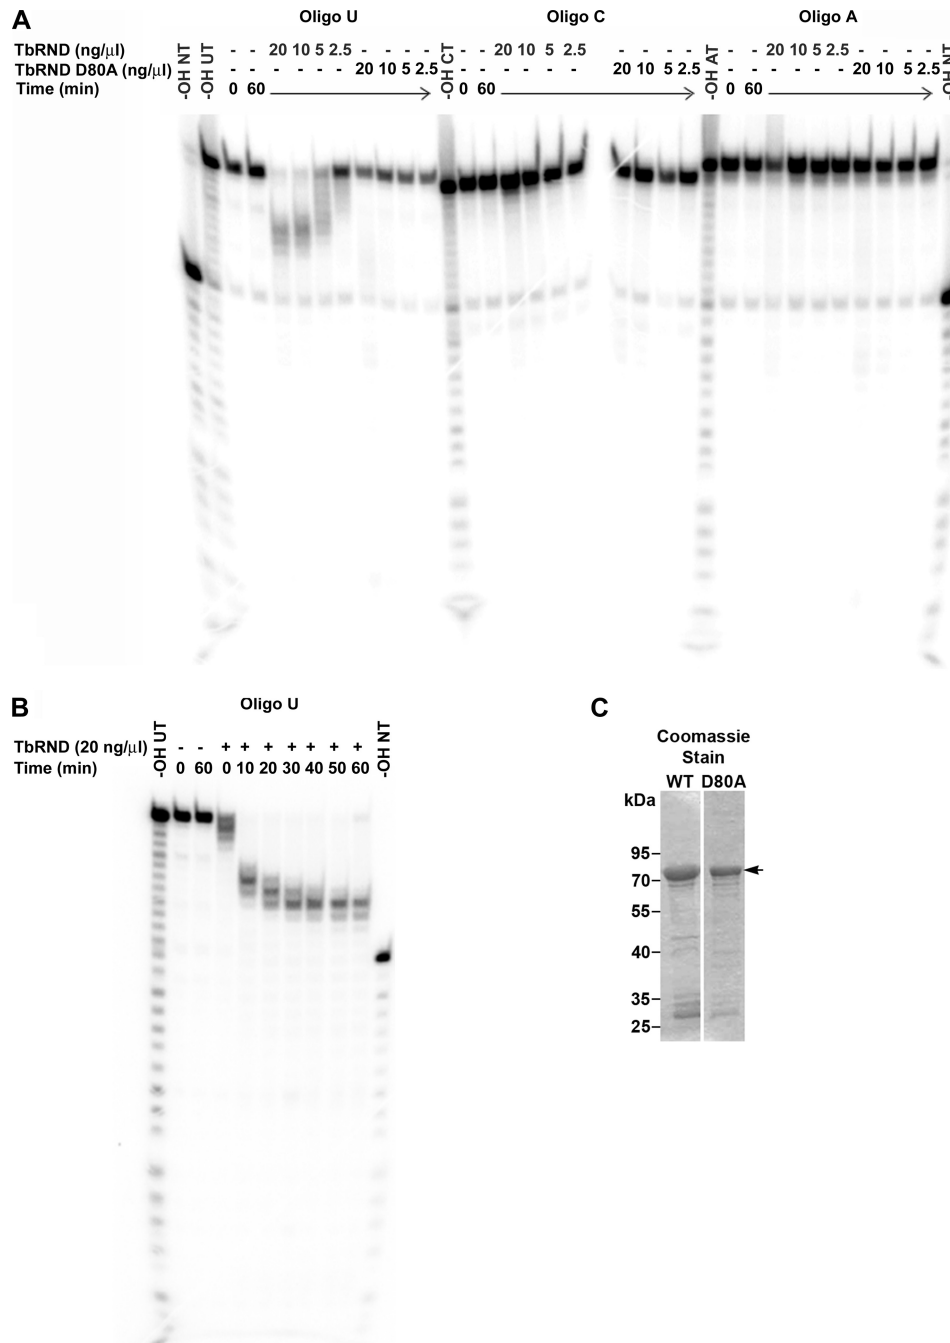 A
Oligo U Oligo C Oligo A
-OH NT -OH UT -OH CT -OH AT -OH NT
TbRND (ng/µl) - - 20 10 5 2.5 - - - - - - 20 10 5 2.5 - - - - - - 20 10 5 2.5 - - - -
TbRND D80A (ng/µl) - - - - - - 20 10 5 2.5 - - - - - - 20 10 5 2.5 - - - - - - 20 10 5 2.5
Time (min) 0 60 0 60 0 60
B
Oligo U
-OH UT -OH NT
TbRND (20 ng/µl) - - + + + + + + +
Time (min) 0 60 0 10 20 30 40 50 60
C
Coomassie
Stain
WT D80A
kDa
95
70
55
40
35
25